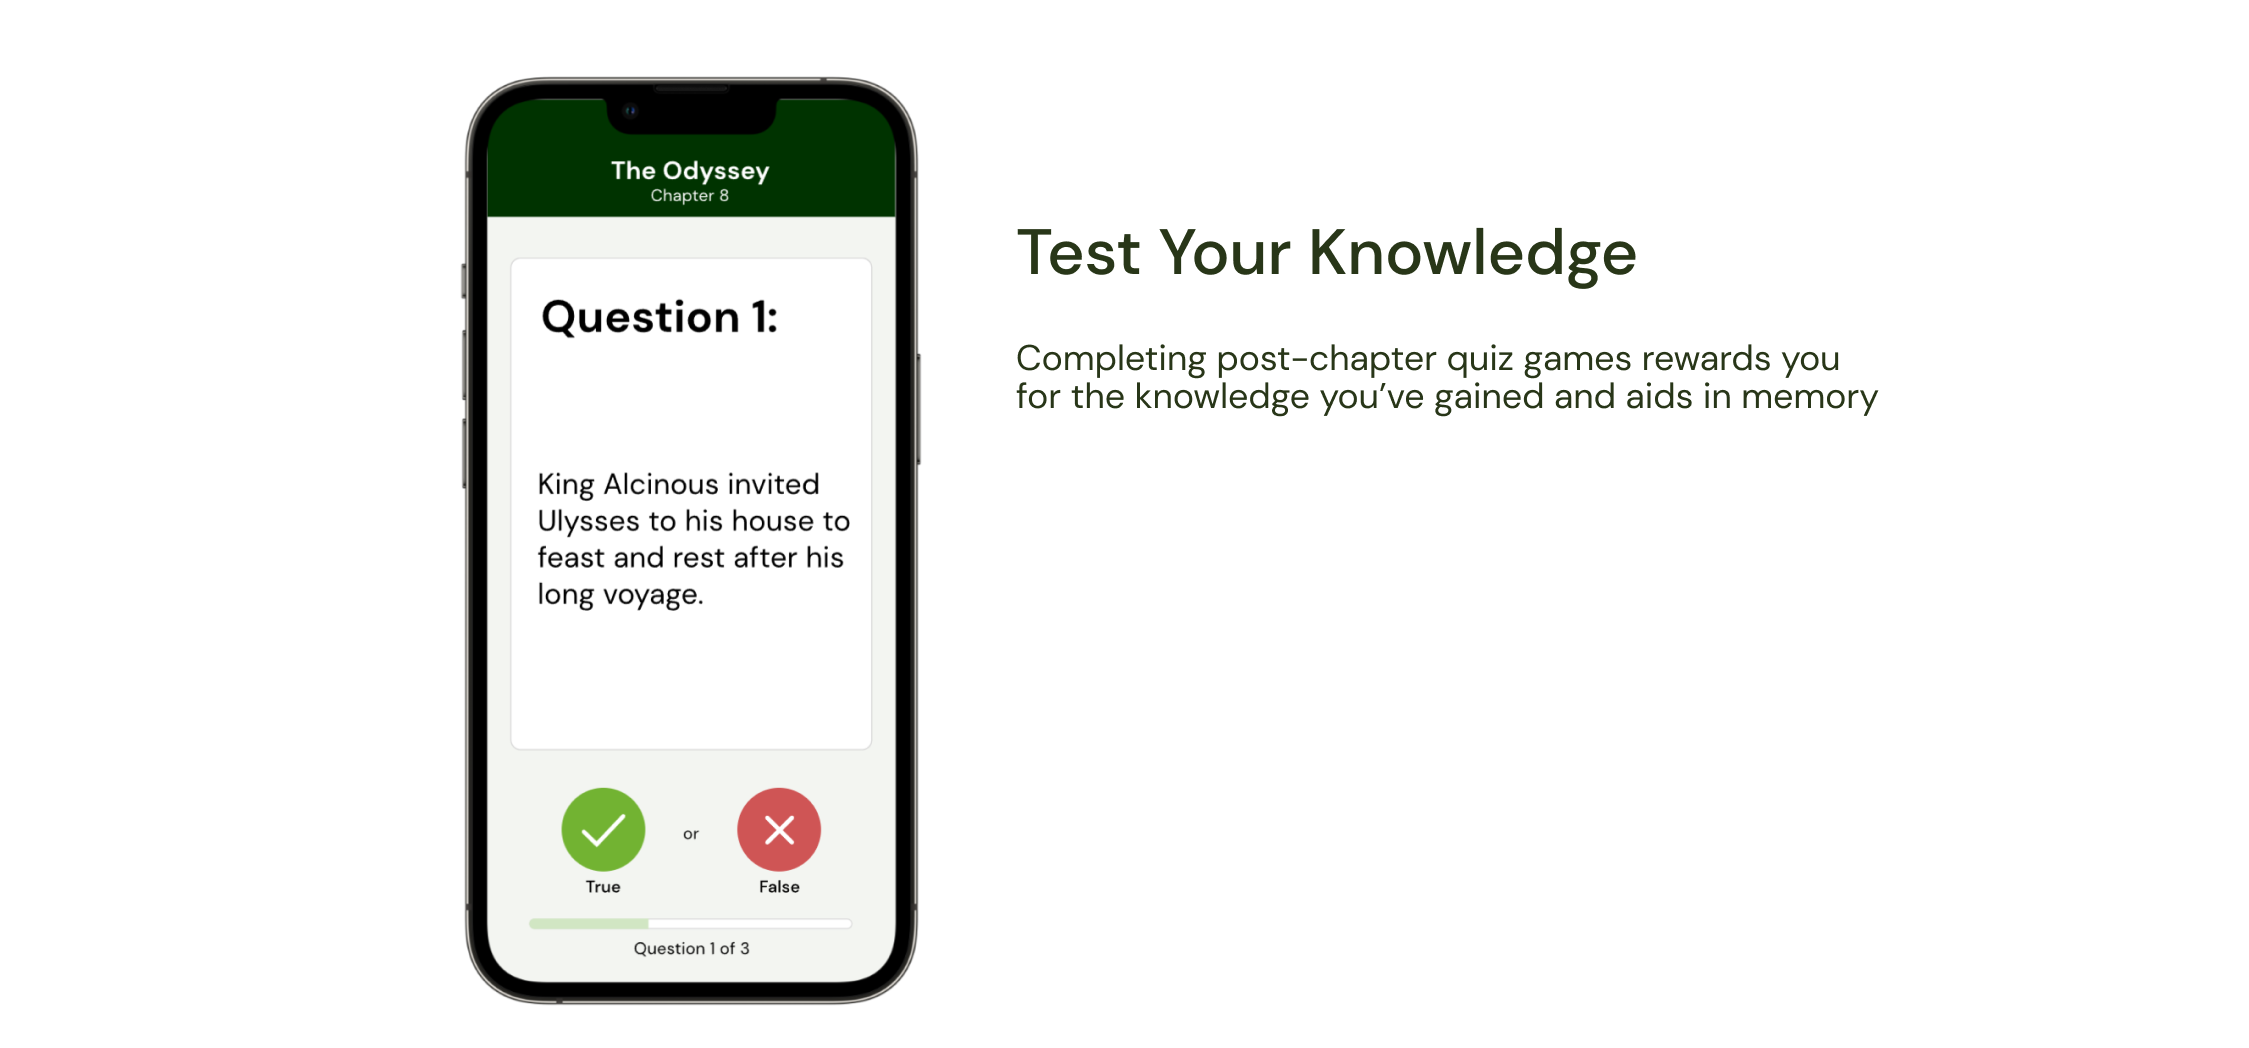 The Odyssey
Chapter 8
Question 1:
King Alcinous invited
Ulysses to his house to
feast and rest after his
long voyage.
True
or
False
Question 1 of 3
Test Your Knowledge
Completing post-chapter quiz games rewards you
for the knowledge you’ve gained and aids in memory